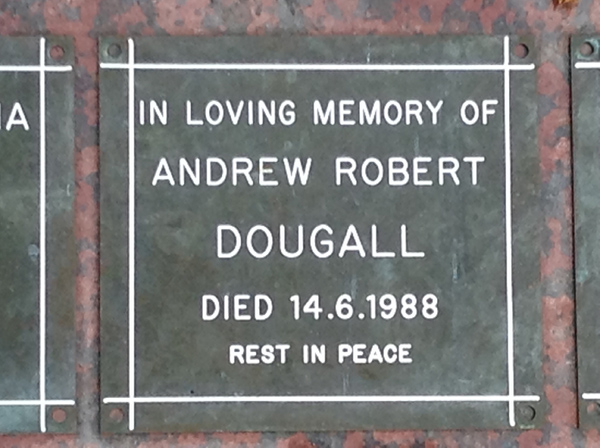 IN LOVING MEMORY OF
ANDREW ROBERT
DOUGALL
DIED 14.6.1988
REST IN PEACE